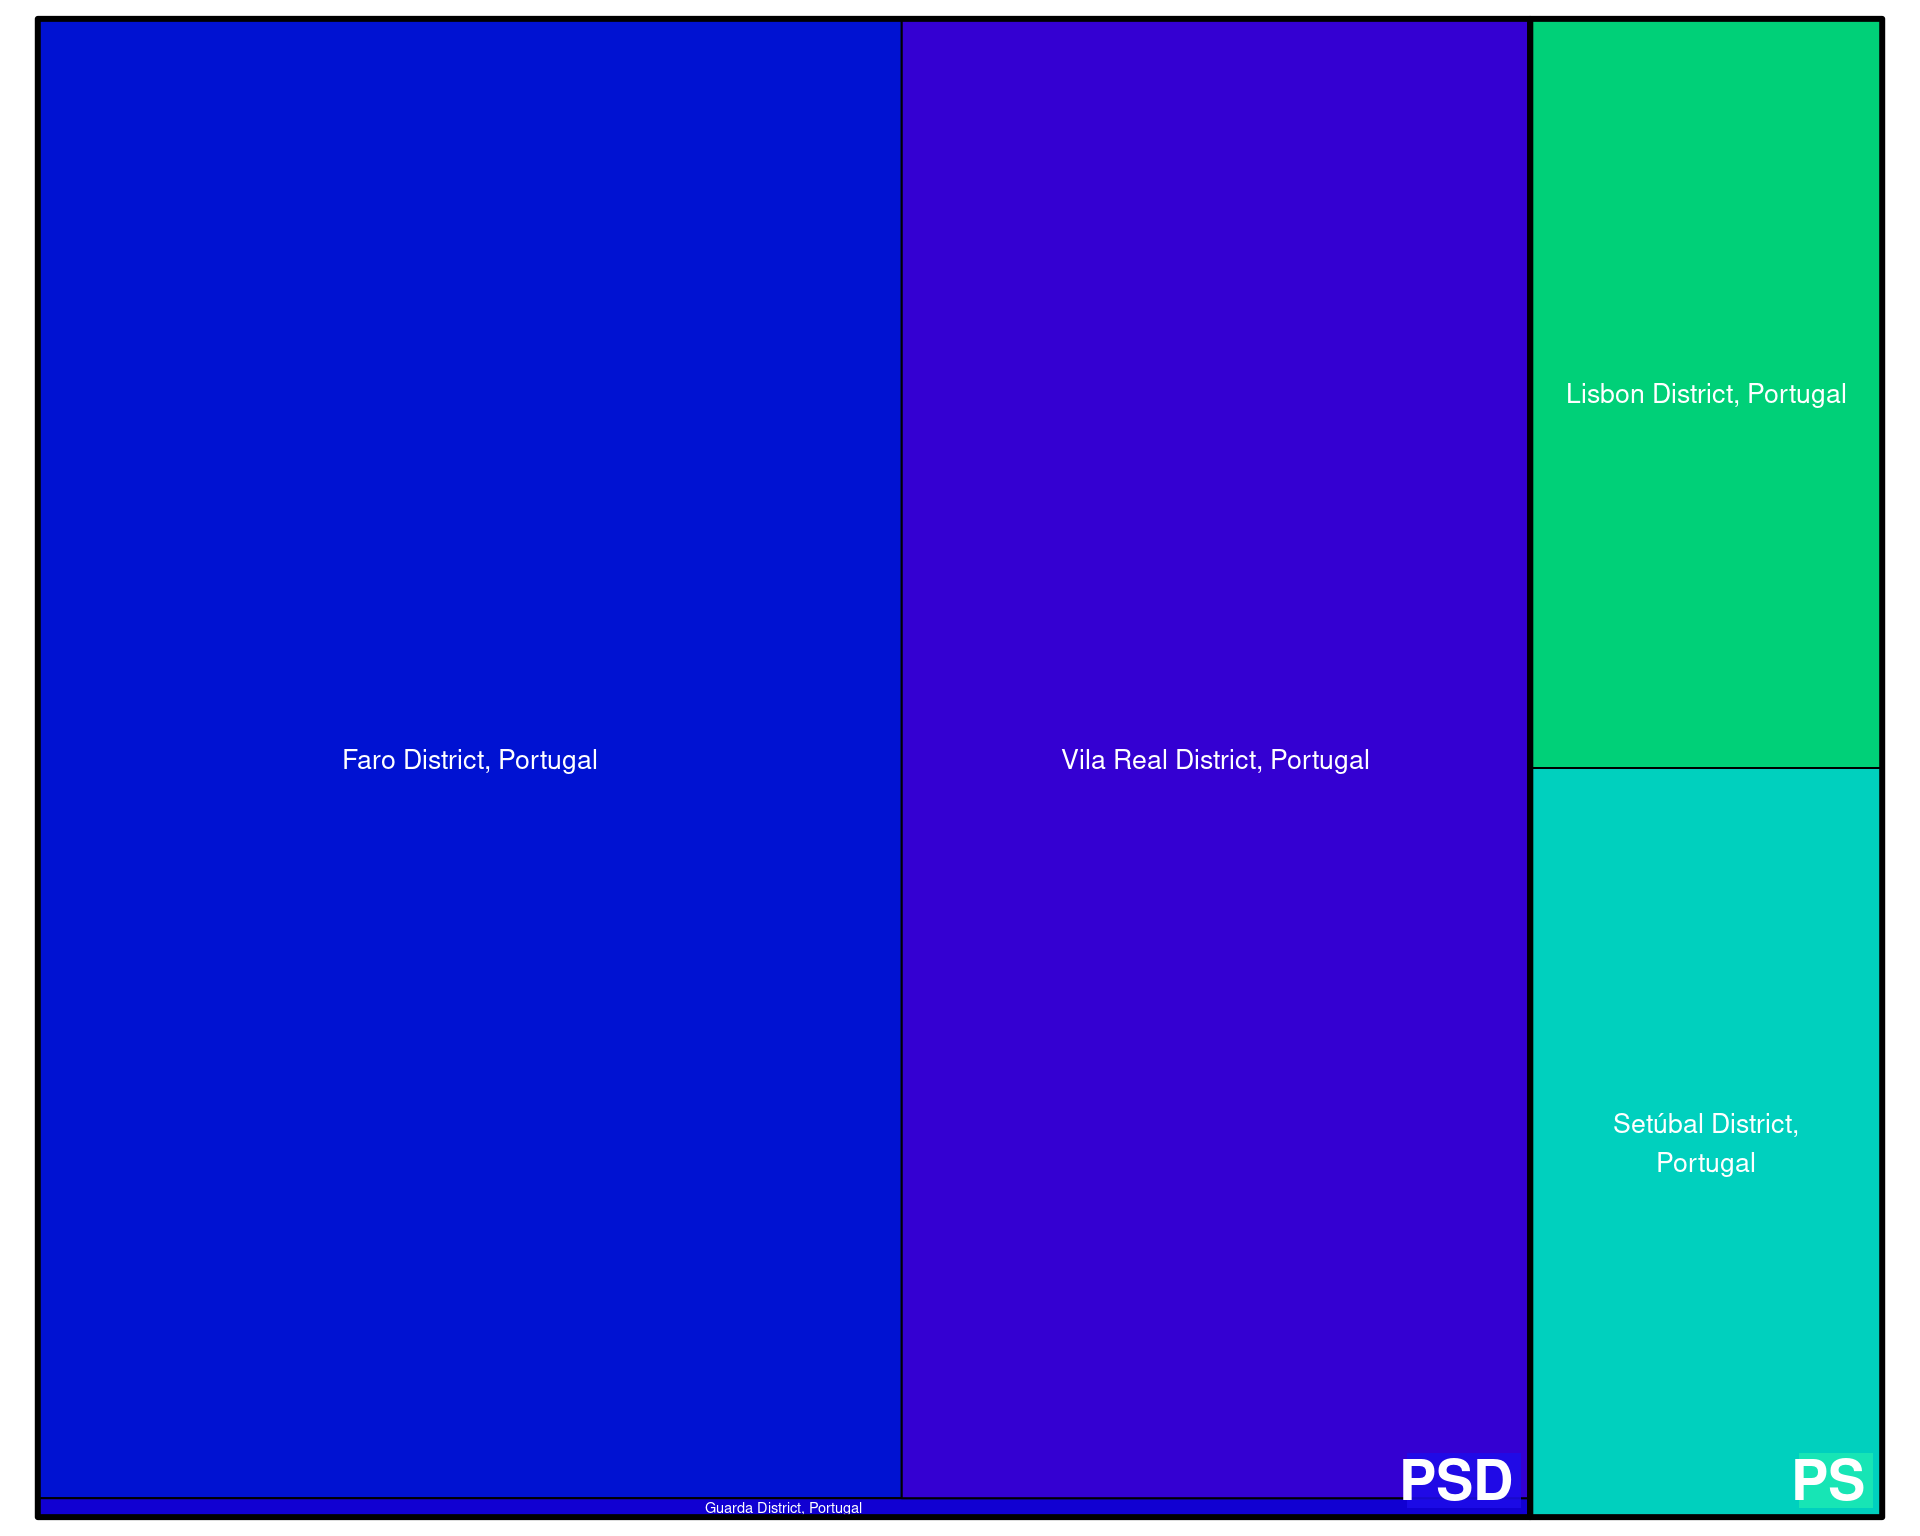 Lisbon District, Portugal
Faro District, Portugal
Vila Real District, Portugal
Setúbal District,
Portugal
PSD
PS
Guarda District, Portugal